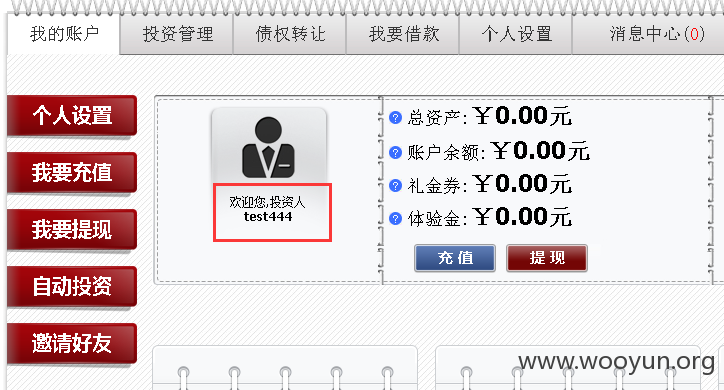 我的账户 投资管理 债权转让 我要借款 个人设置 消息中心(0)
个人设置
我要充值
我要提现
自动投资
邀请好友
欢迎您,投资人
test444
总资产:￥0.00元
账户余额:￥0.00元
礼金券:￥0.00元
体验金:￥0.00元
充值 提现
www.wooyun.org